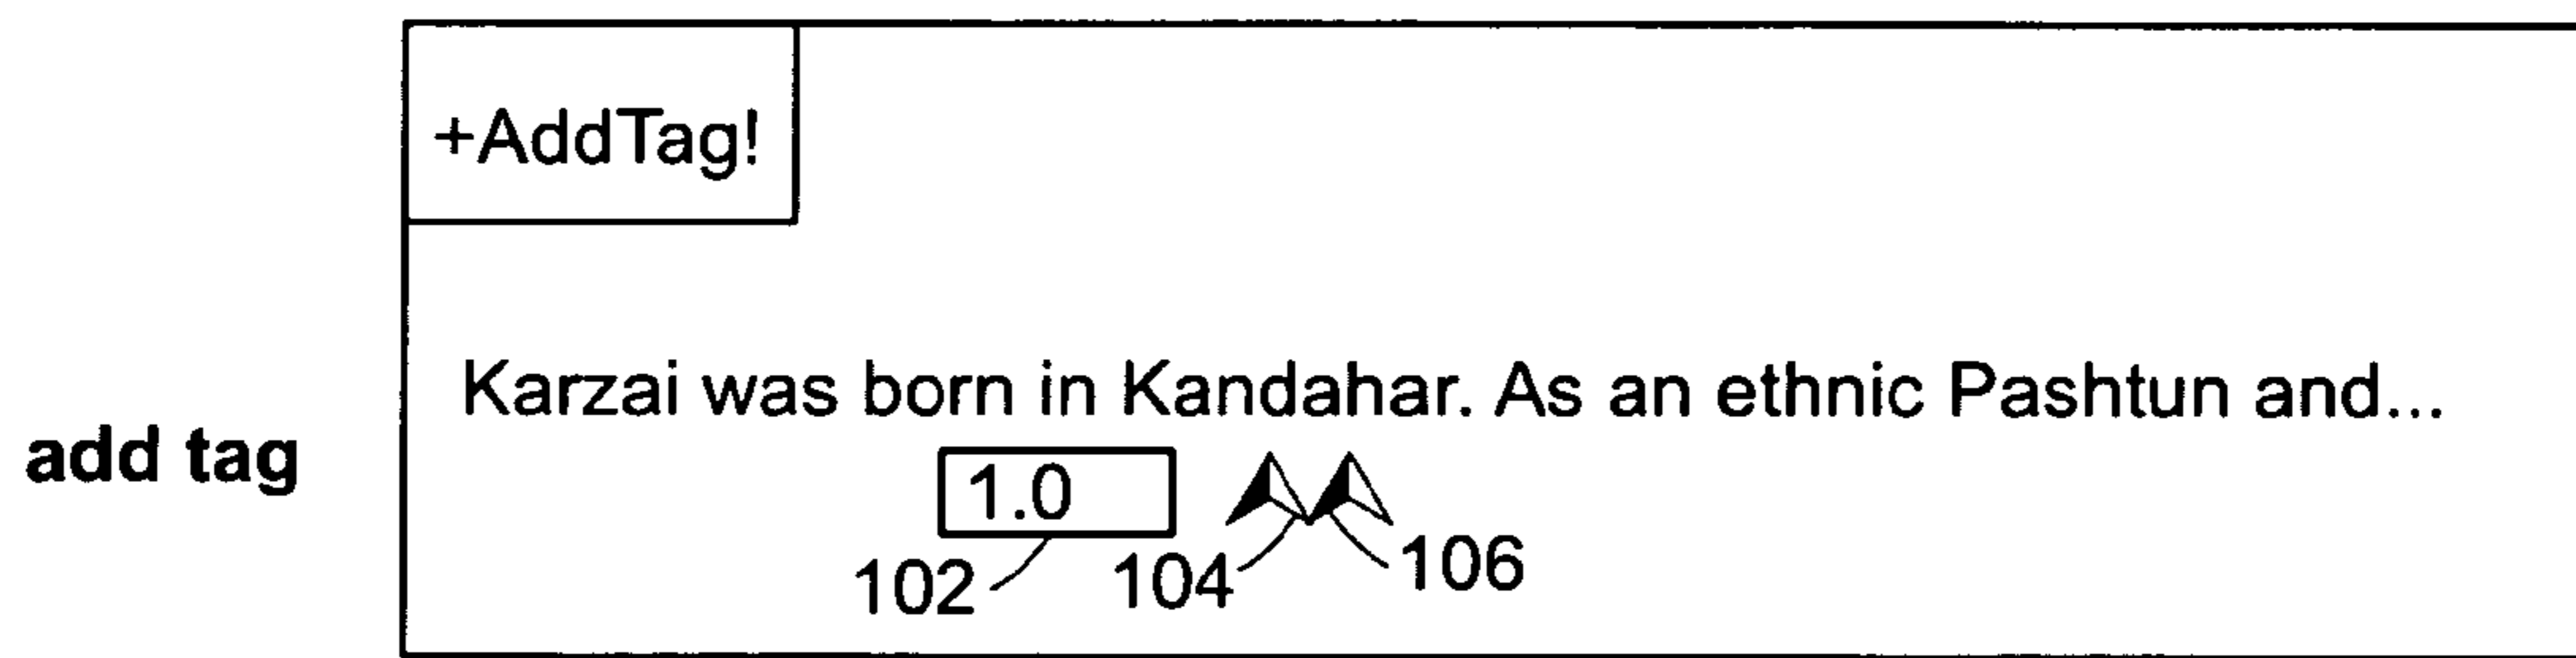 +AddTag!
Karzai was born in Kandahar. As an ethnic Pashtun and...
add tag
1.0
102 104 106